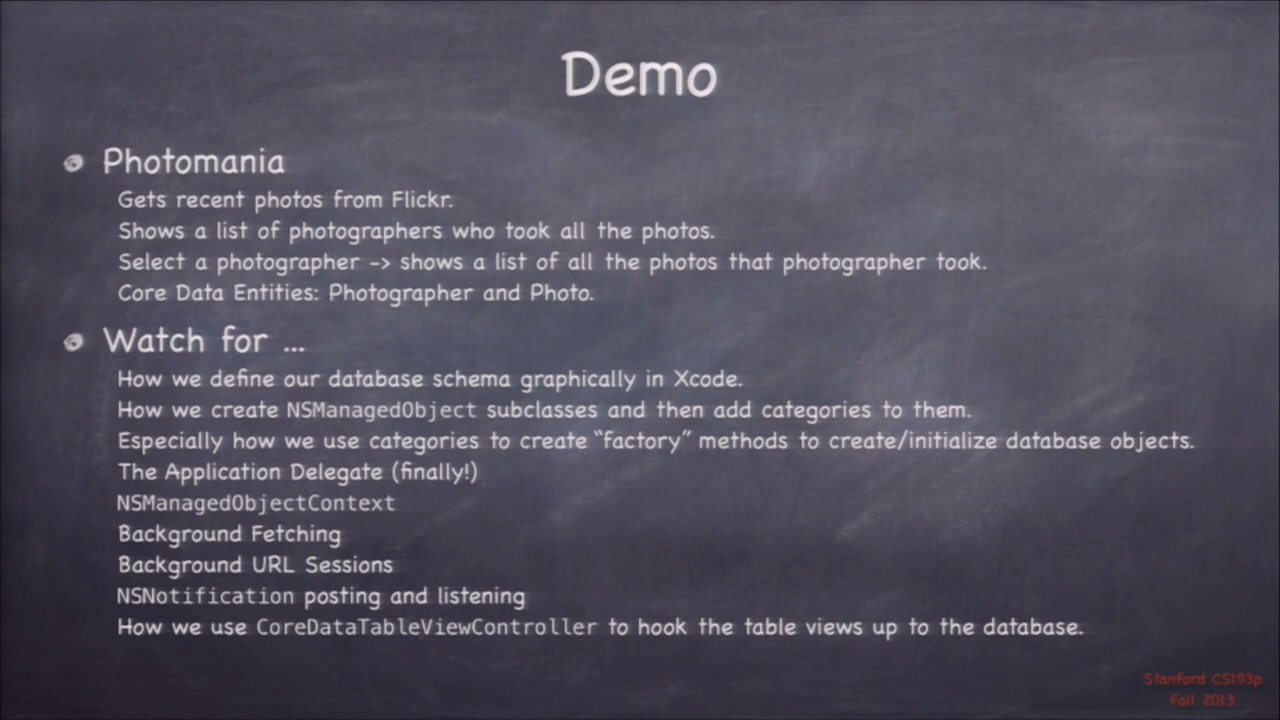 Demo
Photomania
Gets recent photos from Flickr.
Shows a list of photographers who took all the photos.
Select a photographer -> shows a list of all the photos that photographer took.
Core Data Entities: Photographer and Photo.
Watch for ...
How we define our database schema graphically in Xcode.
How we create NSManagedObject subclasses and then add categories to them.
Especially how we use categories to create “factory” methods to create/initialize database objects.
The Application Delegate (finally!)
NSManagedObjectContext
Background Fetching
Background URL Sessions
NSNotification posting and listening
How we use CoreDataTableViewController to hook the table views up to the database.
Stanford CS193p
Fall 2013